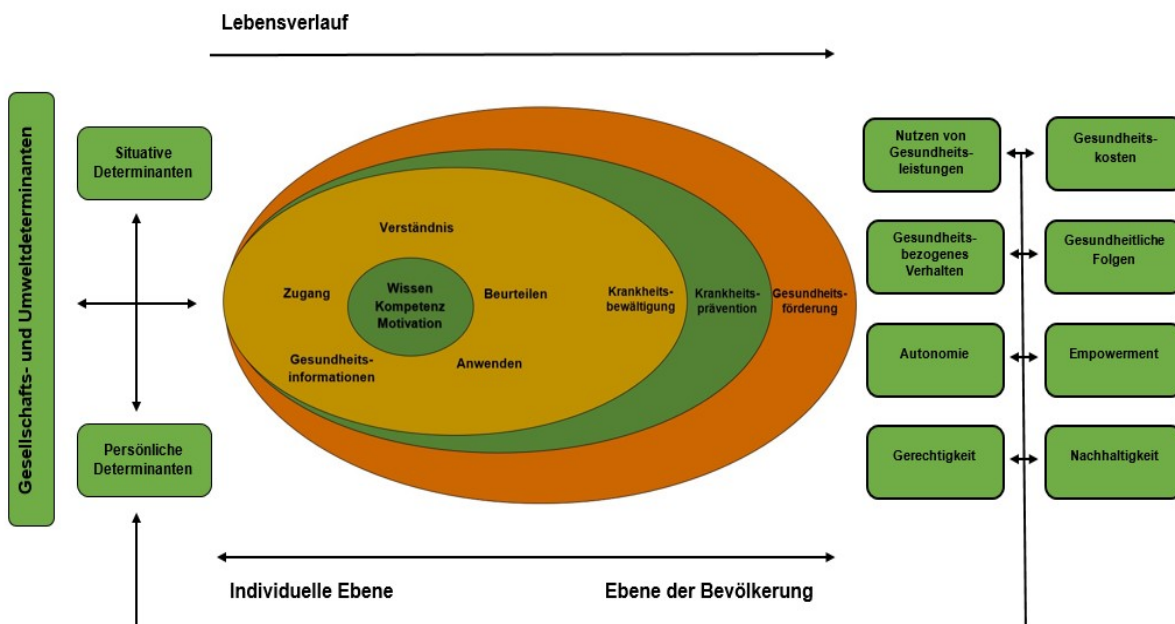 Lebensverlauf
Gesellschafts- und Umweltdeterminanten
Situative
Determinanten
Persönliche
Determinanten
Verständnis
Zugang
Wissen
Kompetenz
Motivation
Beurteilen
Gesundheits-
informationen
Anwenden
Krankheits-
bewältigung
Krankheits-
prävention
Gesundheits-
förderung
Nutzen von
Gesundheits-
leistungen
Gesundheits-
kosten
Gesundheits-
bezogenes
Verhalten
Gesundheitliche
Folgen
Autonomie
Empowerment
Gerechtigkeit
Nachhaltigkeit
Individuelle Ebene
Ebene der Bevölkerung